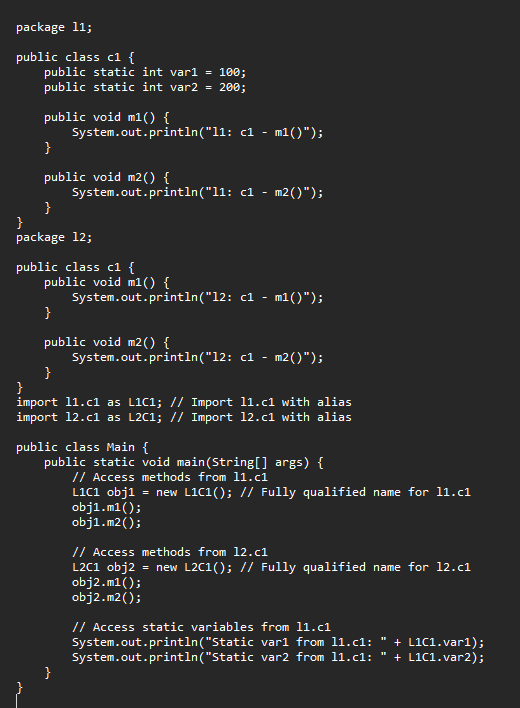 package l1;
public class c1 {
public static int var1 = 100;
public static int var2 = 200;
public void m1() {
System.out.println("l1: c1 - m1()");
}
public void m2() {
System.out.println("l1: c1 - m2()");
}
}
package l2;
public class c1 {
public void m1() {
System.out.println("l2: c1 - m1()");
}
public void m2() {
System.out.println("l2: c1 - m2()");
}
}
import l1.c1 as L1C1; // Import l1.c1 with alias
import l2.c1 as L2C1; // Import l2.c1 with alias
public class Main {
public static void main(String[] args) {
// Access methods from l1.c1
L1C1 obj1 = new L1C1(); // Fully qualified name for l1.c1
obj1.m1();
obj1.m2();
// Access methods from l2.c1
L2C1 obj2 = new L2C1(); // Fully qualified name for l2.c1
obj2.m1();
obj2.m2();
// Access static variables from l1.c1
System.out.println("Static var1 from l1.c1: " + L1C1.var1);
System.out.println("Static var2 from l1.c1: " + L1C1.var2);
}
}